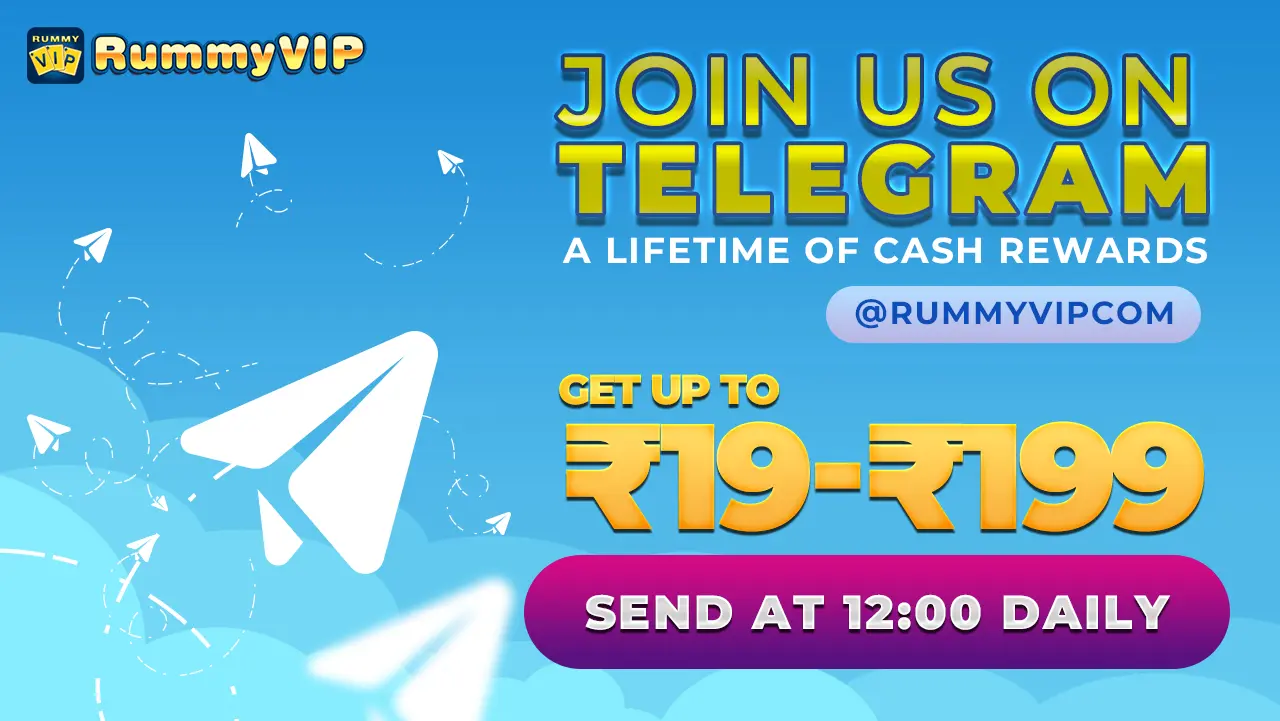 RUMMY
VIP
RummyVIP
JOIN US ON
TELEGRAM
A LIFETIME OF CASH REWARDS
@RUMMYVIPCOM
GET UP TO
₹19-₹199
SEND AT 12:00 DAILY